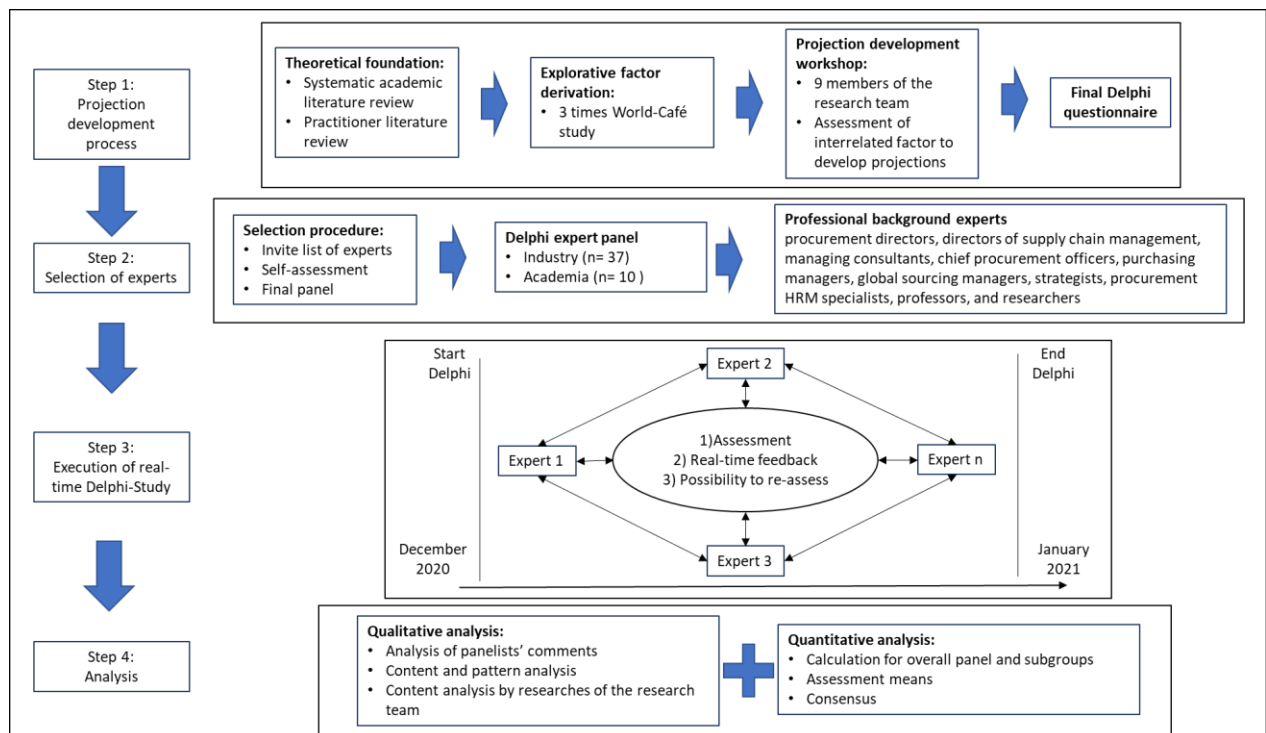 Step 1:
Projection
development
process
Theoretical foundation:
• Systematic academic
literature review
• Practitioner literature
review
Explorative factor
derivation:
• 3 times World-Café
study
Projection development
workshop:
• 9 members of the
research team
• Assessment of
interrelated factor to
develop projections
Final Delphi
questionnaire
Step 2:
Selection of experts
Selection procedure:
• Invite list of experts
• Self-assessment
• Final panel
Delphi expert panel
• Industry (n= 37)
• Academia (n= 10 )
Professional background experts
procurement directors, directors of supply chain management,
managing consultants, chief procurement officers, purchasing
managers, global sourcing managers, strategists, procurement
HRM specialists, professors, and researchers
Step 3:
Execution of real-
time Delphi-Study
Start
Delphi
Expert 2
End
Delphi
Expert 1
1)Assessment
2) Real-time feedback
3) Possibility to re-assess
Expert n
Expert 3
December
2020
January
2021
Step 4:
Analysis
Qualitative analysis:
• Analysis of panelists’ comments
• Content and pattern analysis
• Content analysis by researches of the research
team
Quantitative analysis:
• Calculation for overall panel and subgroups
• Assessment means
• Consensus